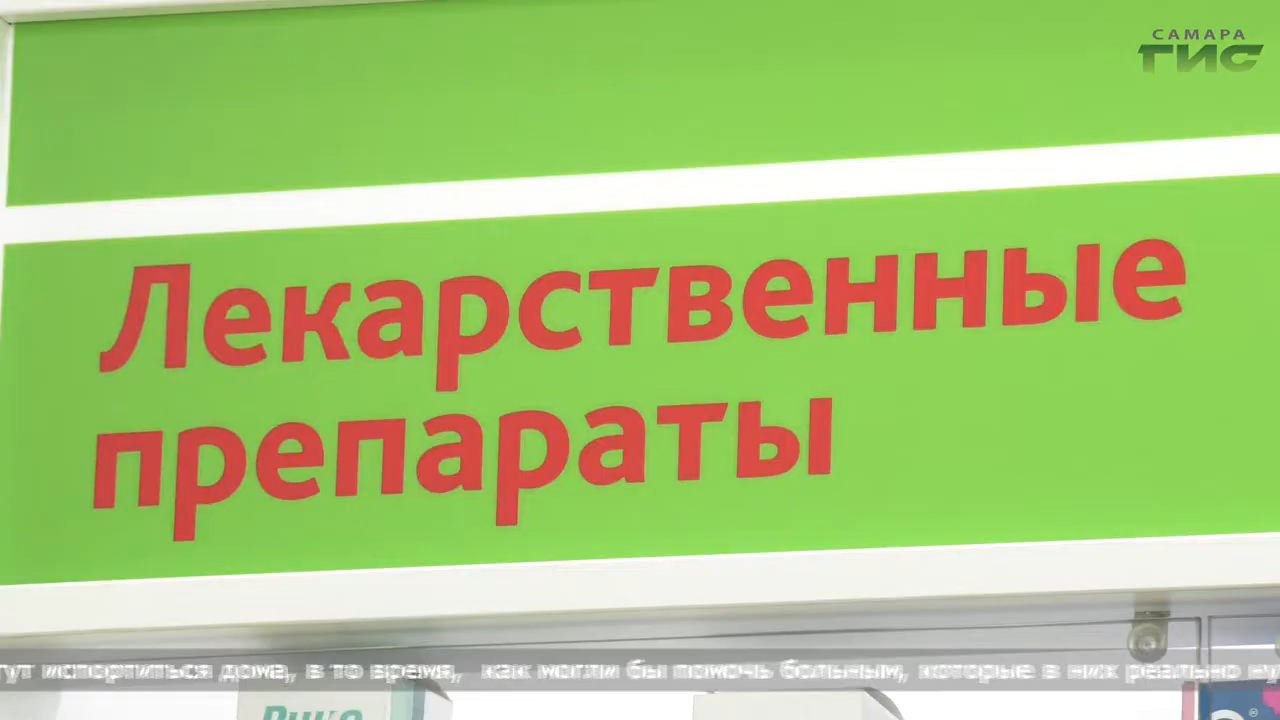 САМАРА
ГИС
Лекарственные
препараты
испортиться дома, в то время, как могли бы помочь больным, которые в них реально